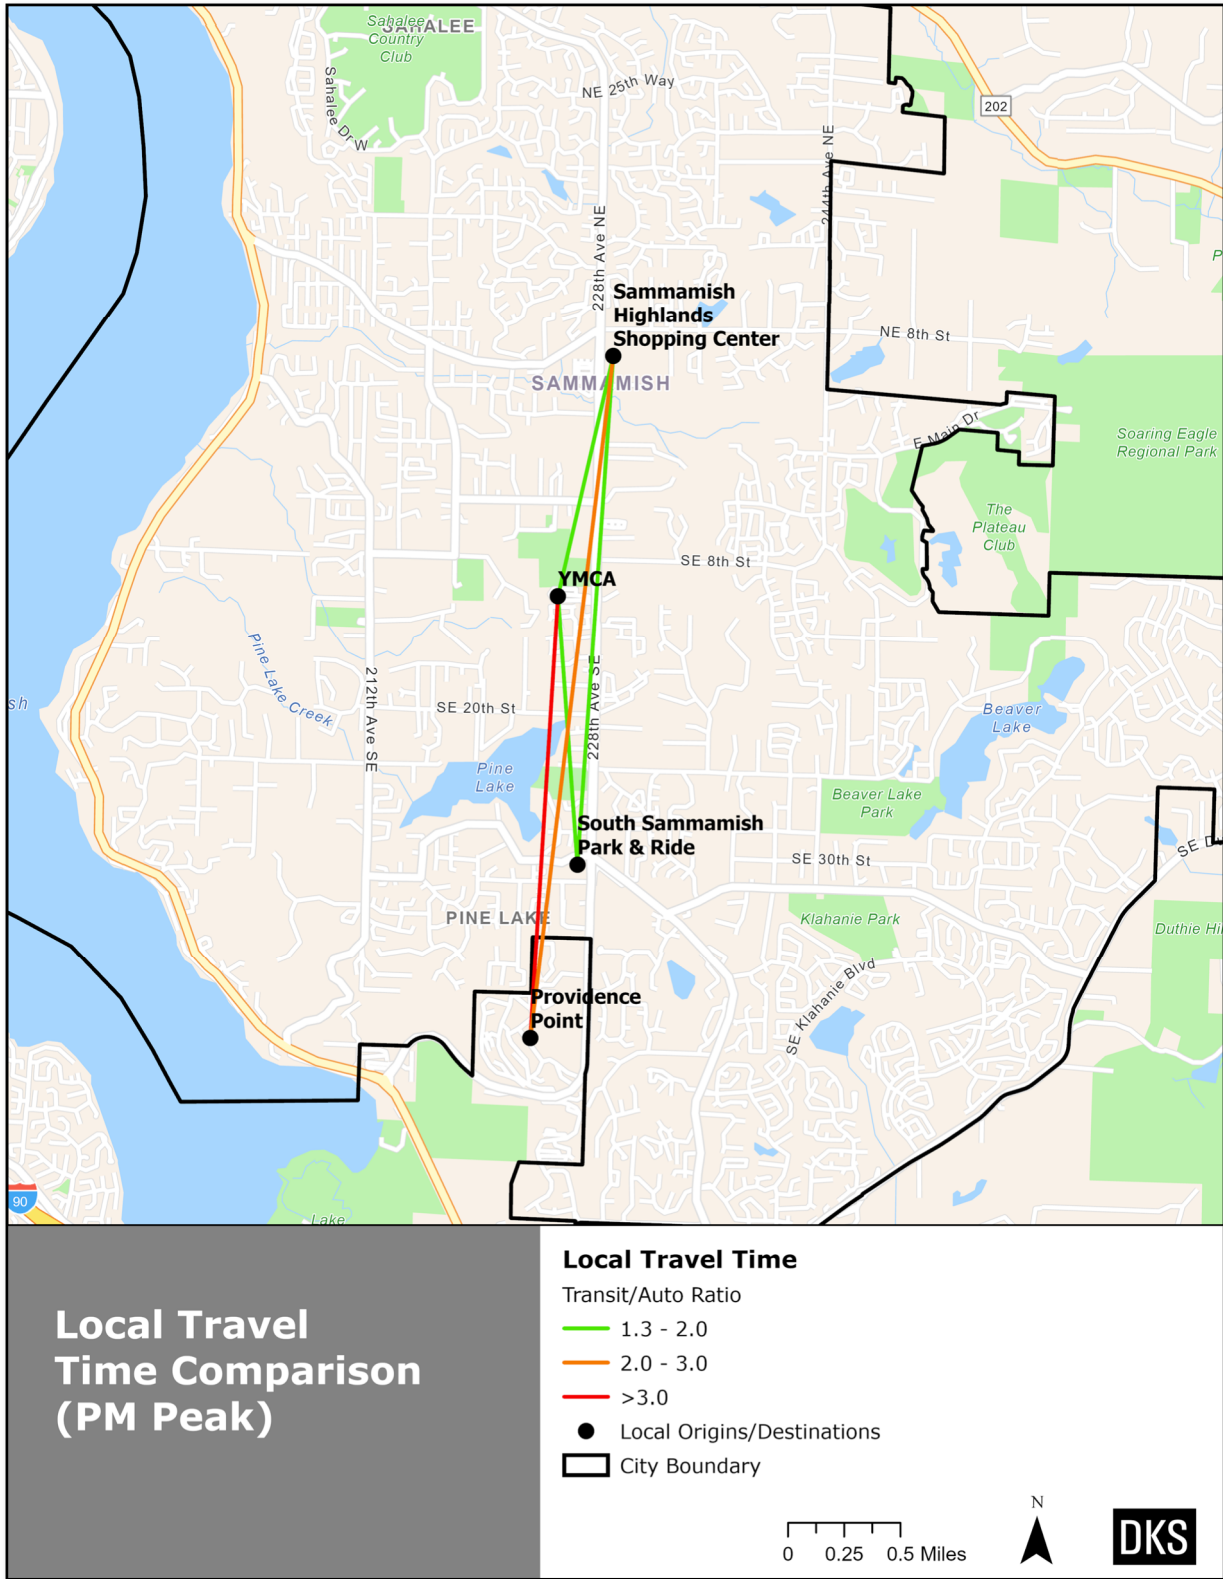 Sahalee
Country
Club
SAHALEE
Sahalee Dr W
NE 25th Way
202
244th Ave NE
228th Ave NE
Sammamish
Highlands
Shopping Center
NE 8th St
SAMMAMISH
E Main Dr
Soaring Eagle
Regional Park
The
Plateau
Club
SE 8th St
YMCA
Pine Lake Creek
212th Ave SE
SE 20th St
228th Ave SE
sh
Beaver
Lake
Pine
Lake
Beaver Lake
Park
South Sammamish
Park & Ride
SE 30th St
SE Du
PINE LAKE
Klahanie Park
Duthie Hi
SE Klahanie Blvd
Providence
Point
90
Lake
P
Local Travel
Time Comparison
(PM Peak)
Local Travel Time
Transit/Auto Ratio
1.3 - 2.0
2.0 - 3.0
>3.0
Local Origins/Destinations
City Boundary
0 0.25 0.5 Miles
N
DKS